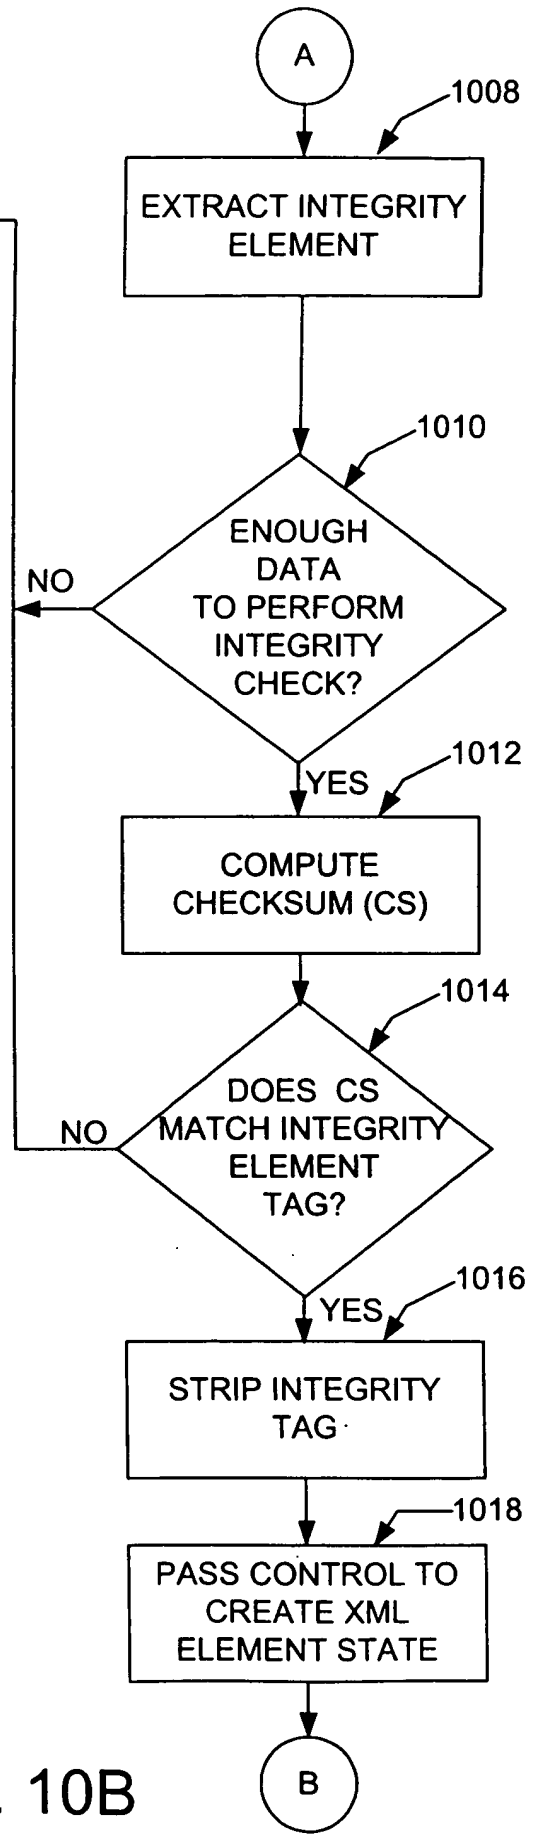 A
1008
EXTRACT INTEGRITY
ELEMENT
1010
ENOUGH
DATA
TO PERFORM
INTEGRITY
CHECK?
NO
YES
1012
COMPUTE
CHECKSUM (CS)
1014
DOES CS
MATCH INTEGRITY
ELEMENT
TAG?
NO
YES
1016
STRIP INTEGRITY
TAG
1018
PASS CONTROL TO
CREATE XML
ELEMENT STATE
B
. 10B